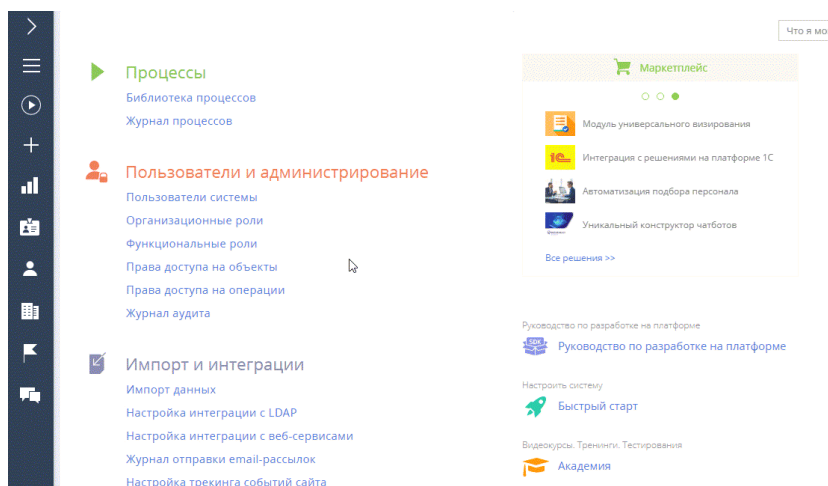 Что я мо
Процессы
Библиотека процессов
Журнал процессов
Пользователи и администрирование
Пользователи системы
Организационные роли
Функциональные роли
Права доступа на объекты
Права доступа на операции
Журнал аудита
Импорт и интеграции
Импорт данных
Настройка интеграции с LDAP
Настройка интеграции с веб-сервисами
Журнал отправки email-рассылок
Настройка трекинга событий сайта
Маркетплейс
Модуль универсального визирования
1С
Интеграция с решениями на платформе 1С
Автоматизация подбора персонала
Уникальный конструктор чатботов
Все решения >>
Руководство по разработке на платформе
SDK
Руководство по разработке на платформе
Настроить систему
Быстрый старт
Видеокурсы. Тренинги. Тестирования
Академия